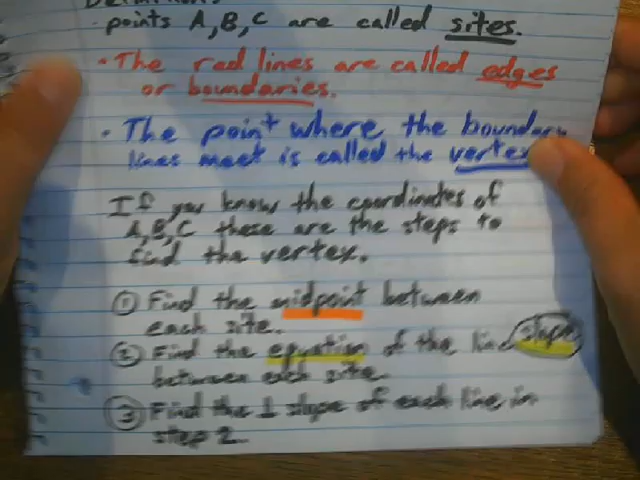 points A, B, C are called sites.
• The red lines are called edges
or boundaries.
• The point where the boundary
lines meet is called the vertex
If you know the coordinates of
A, B, C these are the steps to
find the vertex.
① Find the midpoint between
each site.
② Find the equation of the line slope
between each site.
③ Find the ⊥ slope of each line in
step 2.